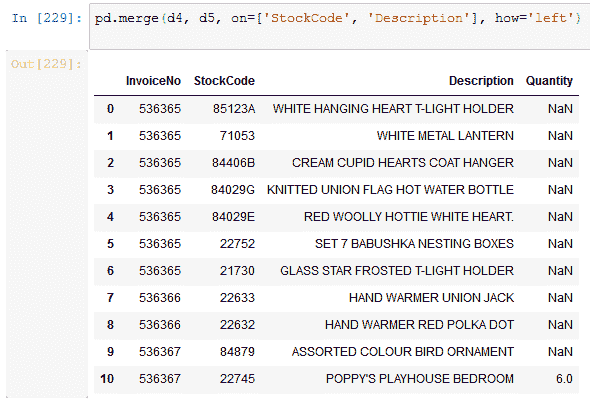 In [229]: pd.merge(d4, d5, on=['StockCode', 'Description'], how='left')
Out[229]:
InvoiceNo StockCode Description Quantity
0 536365 85123A WHITE HANGING HEART T-LIGHT HOLDER NaN
1 536365 71053 WHITE METAL LANTERN NaN
2 536365 84406B CREAM CUPID HEARTS COAT HANGER NaN
3 536365 84029G KNITTED UNION FLAG HOT WATER BOTTLE NaN
4 536365 84029E RED WOOLLY HOTTIE WHITE HEART. NaN
5 536365 22752 SET 7 BABUSHKA NESTING BOXES NaN
6 536365 21730 GLASS STAR FROSTED T-LIGHT HOLDER NaN
7 536366 22633 HAND WARMER UNION JACK NaN
8 536366 22632 HAND WARMER RED POLKA DOT NaN
9 536367 84879 ASSORTED COLOUR BIRD ORNAMENT NaN
10 536367 22745 POPPY'S PLAYHOUSE BEDROOM 6.0